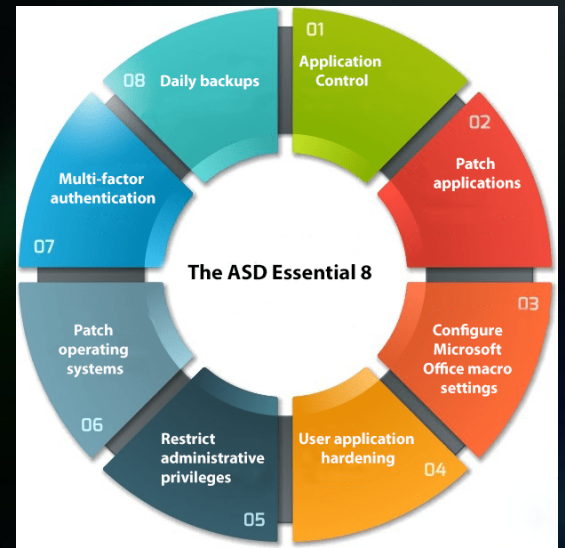 The ASD Essential 8
01
Application
Control
02
Patch
applications
03
Configure
Microsoft
Office macro
settings
User application
hardening
04
Restrict
administrative
privileges
05
Patch
operating
systems
06
Multi-factor
authentication
07
08 Daily backups